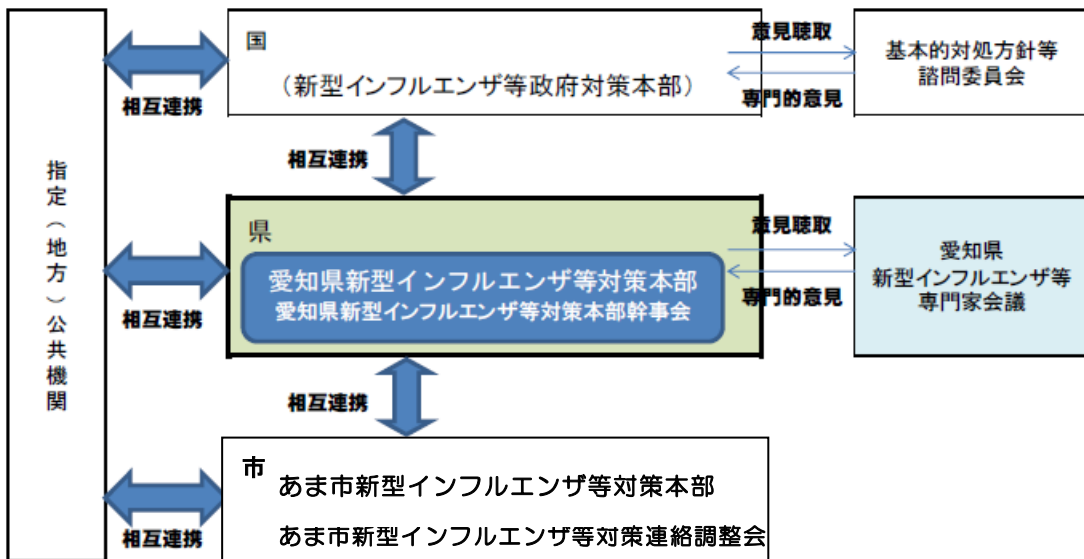 指定（地方）公共機関
相互連携
国
（新型インフルエンザ等政府対策本部）
意見聴取
専門的意見
基本的対処方針等
諮問委員会
相互連携
相互連携
県
愛知県新型インフルエンザ等対策本部
愛知県新型インフルエンザ等対策本部幹事会
意見聴取
専門的意見
愛知県
新型インフルエンザ等
専門家会議
相互連携
相互連携
市
あま市新型インフルエンザ等対策本部
あま市新型インフルエンザ等対策連絡調整会